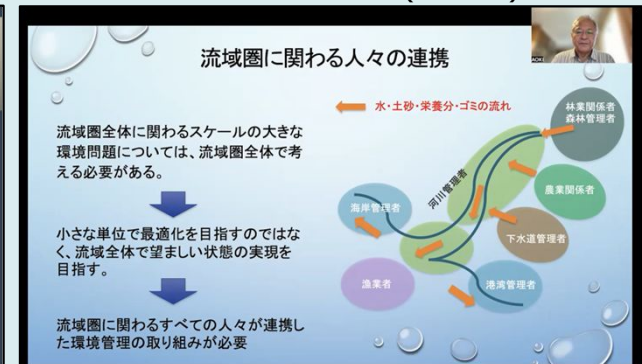 流域圏に関わる人々の連携
AOKI
水・土砂・栄養分・ゴミの流れ
流域圏全体に関わるスケールの大きな
環境問題については、流域圏全体で考
える必要がある。
小さな単位で最適化を目指すのではな
く、流域全体で望ましい状態の実現を
目指す。
流域圏に関わるすべての人々が連携し
た環境管理の取り組みが必要
林業関係者
森林管理者
農業関係者
河川管理者
下水道管理者
海岸管理者
漁業者
港湾管理者